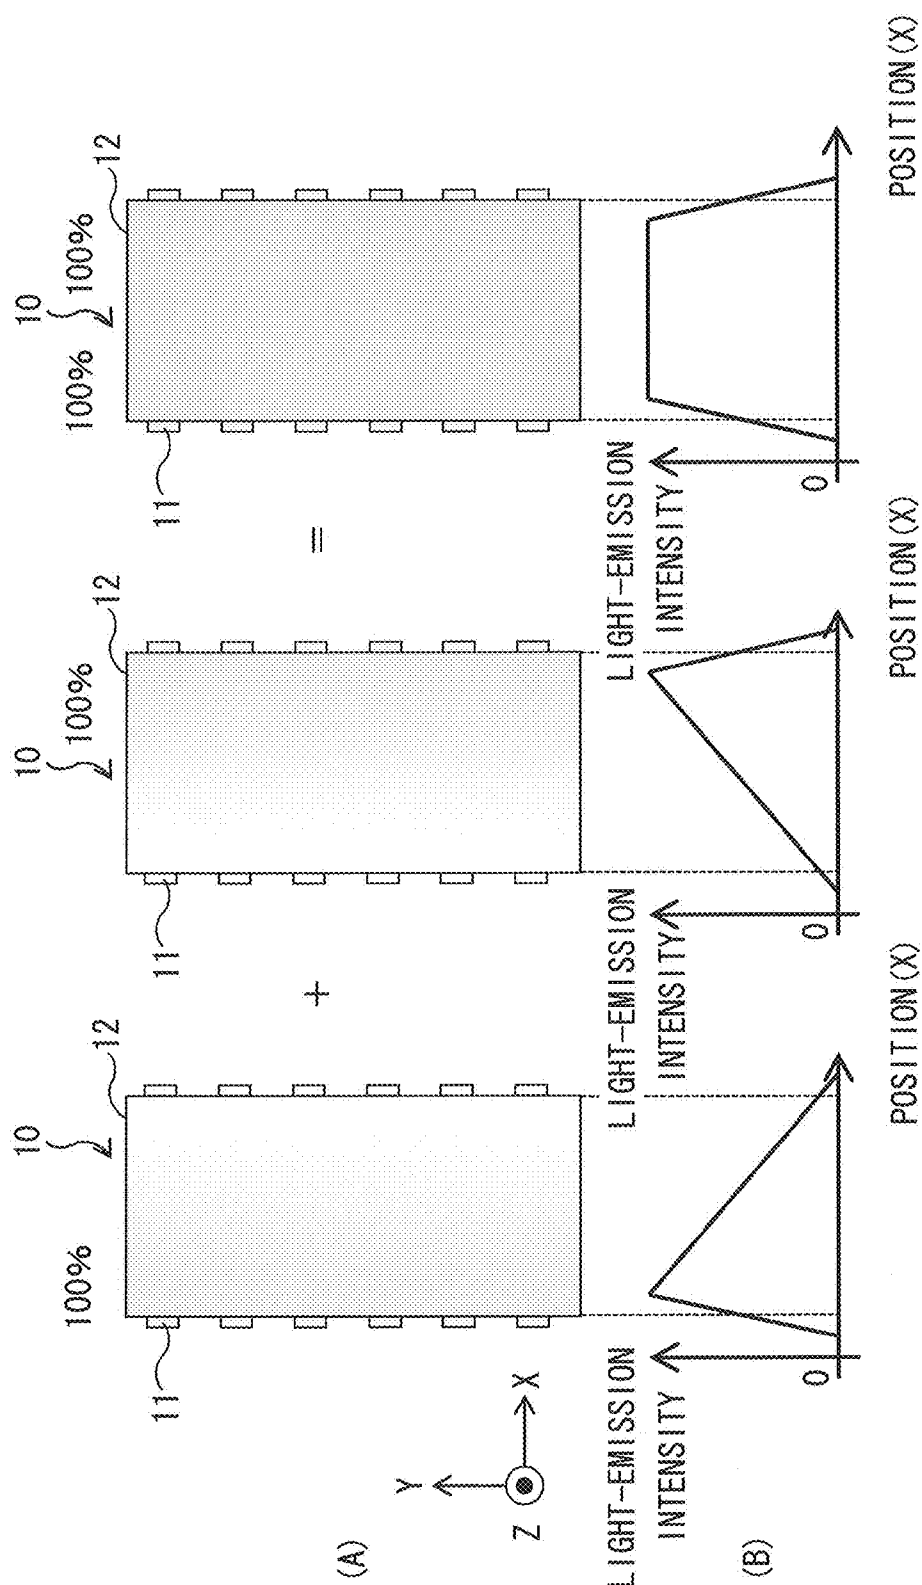 (A)
100%
10
12
11
Y
X
Z
+
10
100%
12
11
=
10
100% 100%
12
11
(B)
LIGHT-EMISSION
INTENSITY
0
POSITION(X)
LIGHT-EMISSION
INTENSITY
0
POSITION(X)
LIGHT-EMISSION
INTENSITY
0
POSITION(X)